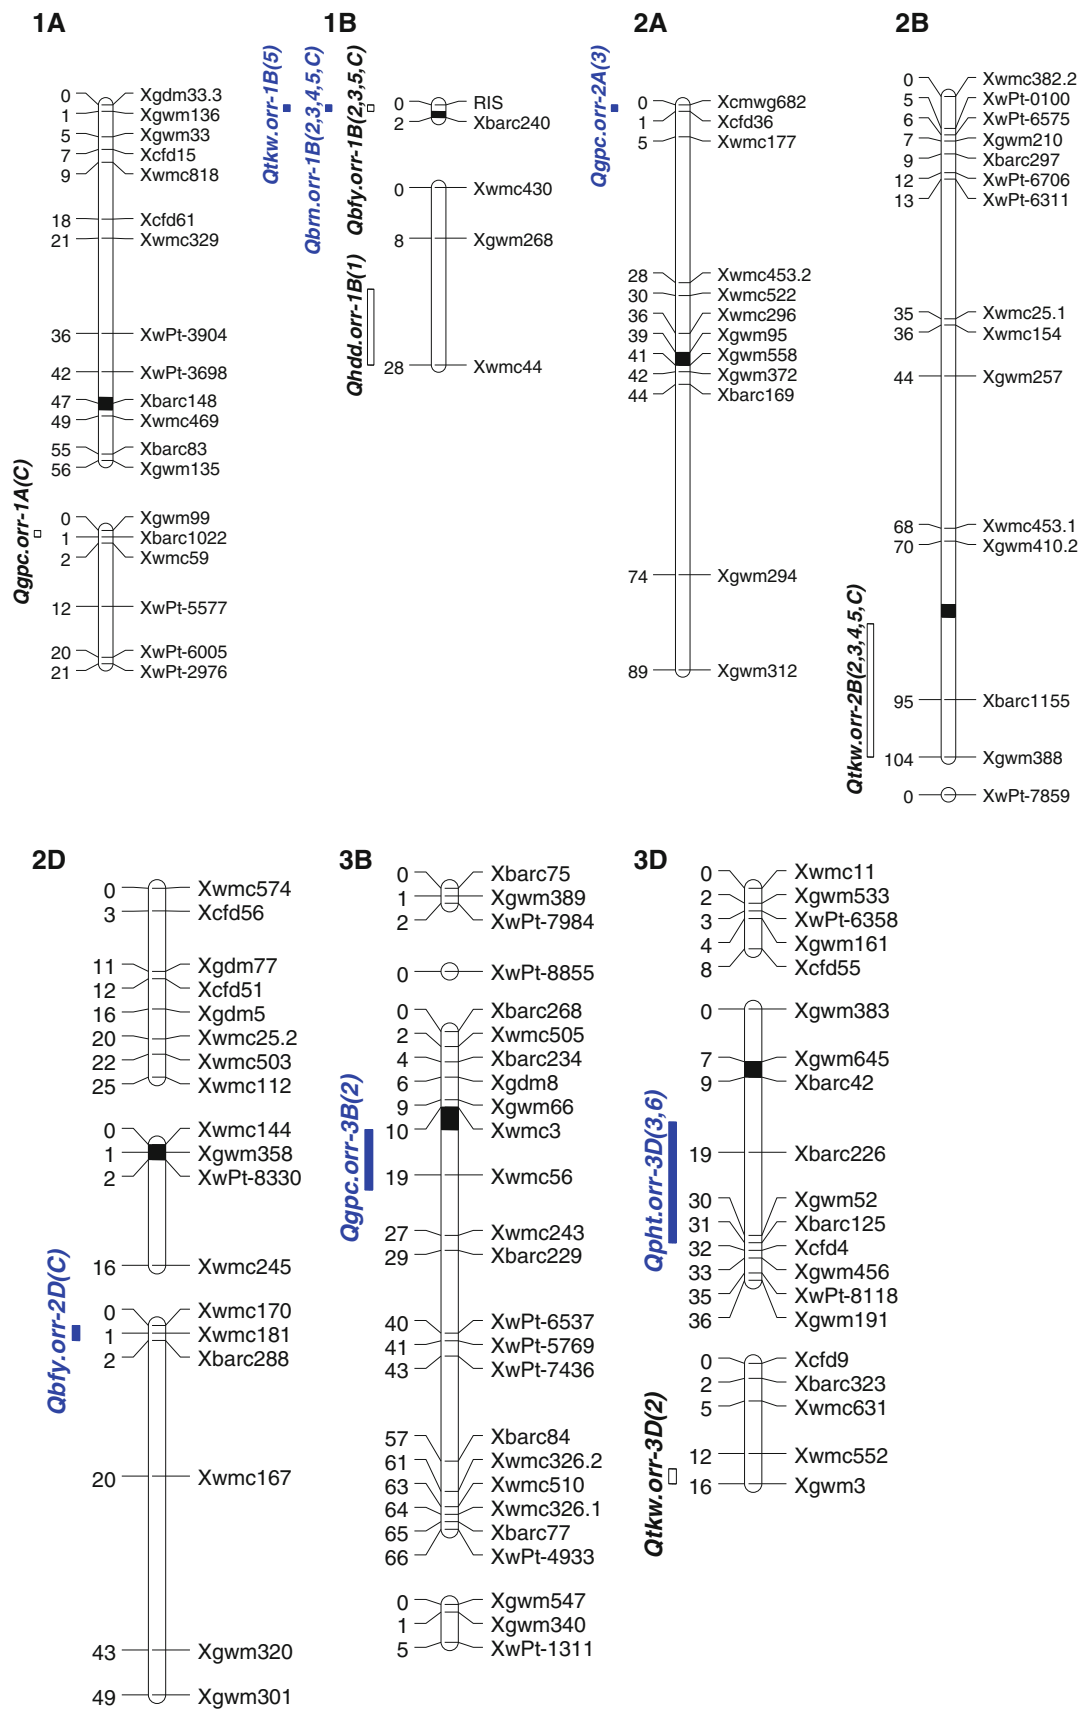 1A
0 Xgdm33.3
1 Xgwm136
5 Xgwm33
7 Xcfd15
9 Xwmc818
18 Xcfd61
21 Xwmc329
36 XwPt-3904
42 XwPt-3698
47 Xbarc148
49 Xwmc469
55 Xbarc83
56 Xgwm135
Qgpc.orr-1A(C)
0 Xgwm99
1 Xbarc1022
2 Xwmc59
12 XwPt-5577
20 XwPt-6005
21 XwPt-2976
1B
Qtkw.orr-1B(5)
Qbrn.orr-1B(2,3,4,5,C)
Qbfy.orr-1B(2,3,5,C)
0 RIS
2 Xbarc240
Qhdd.orr-1B(1)
0 Xwmc430
8 Xgwm268
28 Xwmc44
2A
Qgpc.orr-2A(3)
0 Xcmwg682
1 Xcfd36
5 Xwmc177
28 Xwmc453.2
30 Xwmc522
36 Xwmc296
39 Xgwm95
41 Xgwm558
42 Xgwm372
44 Xbarc169
74 Xgwm294
89 Xgwm312
2B
0 Xwmc382.2
5 XwPt-0100
6 XwPt-6575
7 Xgwm210
9 Xbarc297
12 XwPt-6706
13 XwPt-6311
35 Xwmc25.1
36 Xwmc154
44 Xgwm257
68 Xwmc453.1
70 Xgwm410.2
Qtkw.orr-2B(2,3,4,5,C)
95 Xbarc1155
104 Xgwm388
0 XwPt-7859
2D
0 Xwmc574
3 Xcfd56
11 Xgdm77
12 Xcfd51
16 Xgdm5
20 Xwmc25.2
22 Xwmc503
25 Xwmc112
0 Xwmc144
1 Xgwm358
2 XwPt-8330
16 Xwmc245
Qbfy.orr-2D(C)
0 Xwmc170
1 Xwmc181
2 Xbarc288
20 Xwmc167
43 Xgwm320
49 Xgwm301
3B
0 Xbarc75
1 Xgwm389
2 XwPt-7984
0 XwPt-8855
0 Xbarc268
2 Xwmc505
4 Xbarc234
6 Xgdm8
9 Xgwm66
10 Xwmc3
Qgpc.orr-3B(2)
19 Xwmc56
27 Xwmc243
29 Xbarc229
40 XwPt-6537
41 XwPt-5769
43 XwPt-7436
57 Xbarc84
61 Xwmc326.2
63 Xwmc510
64 Xwmc326.1
65 Xbarc77
66 XwPt-4933
0 Xgwm547
1 Xgwm340
5 XwPt-1311
3D
0 Xwmc11
2 Xgwm533
3 XwPt-6358
4 Xgwm161
8 Xcfd55
0 Xgwm383
7 Xgwm645
9 Xbarc42
Qpht.orr-3D(3,6)
19 Xbarc226
30 Xgwm52
31 Xbarc125
32 Xcfd4
33 Xgwm456
35 XwPt-8118
36 Xgwm191
0 Xcfd9
2 Xbarc323
5 Xwmc631
Qtkw.orr-3D(2)
12 Xwmc552
16 Xgwm3